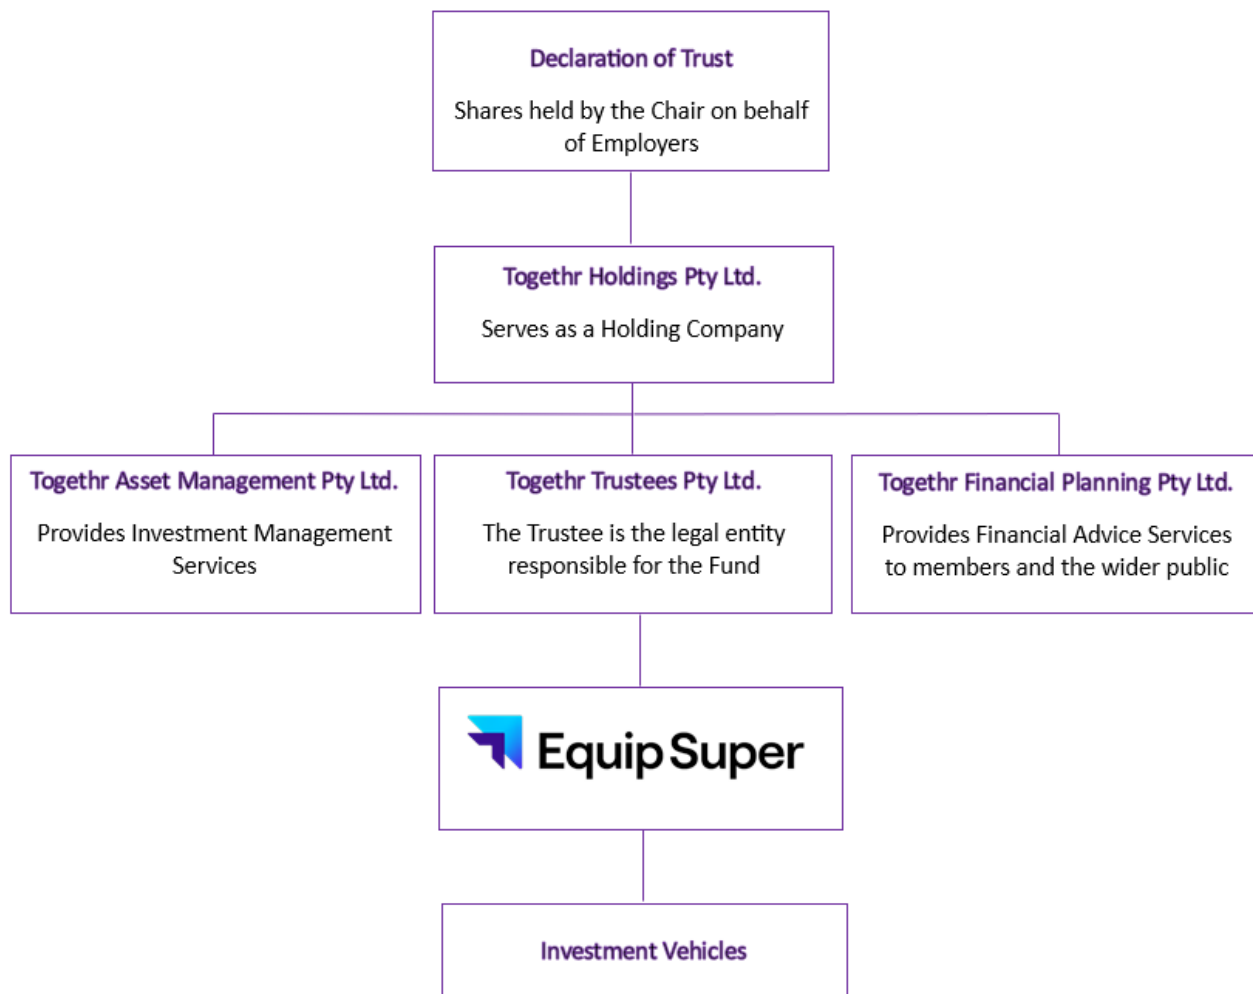 Declaration of Trust
Shares held by the Chair on behalf
of Employers
Togethr Holdings Pty Ltd.
Serves as a Holding Company
Togethr Asset Management Pty Ltd.
Provides Investment Management
Services
Togethr Trustees Pty Ltd.
The Trustee is the legal entity
responsible for the Fund
Togethr Financial Planning Pty Ltd.
Provides Financial Advice Services
to members and the wider public
Equip Super
Investment Vehicles